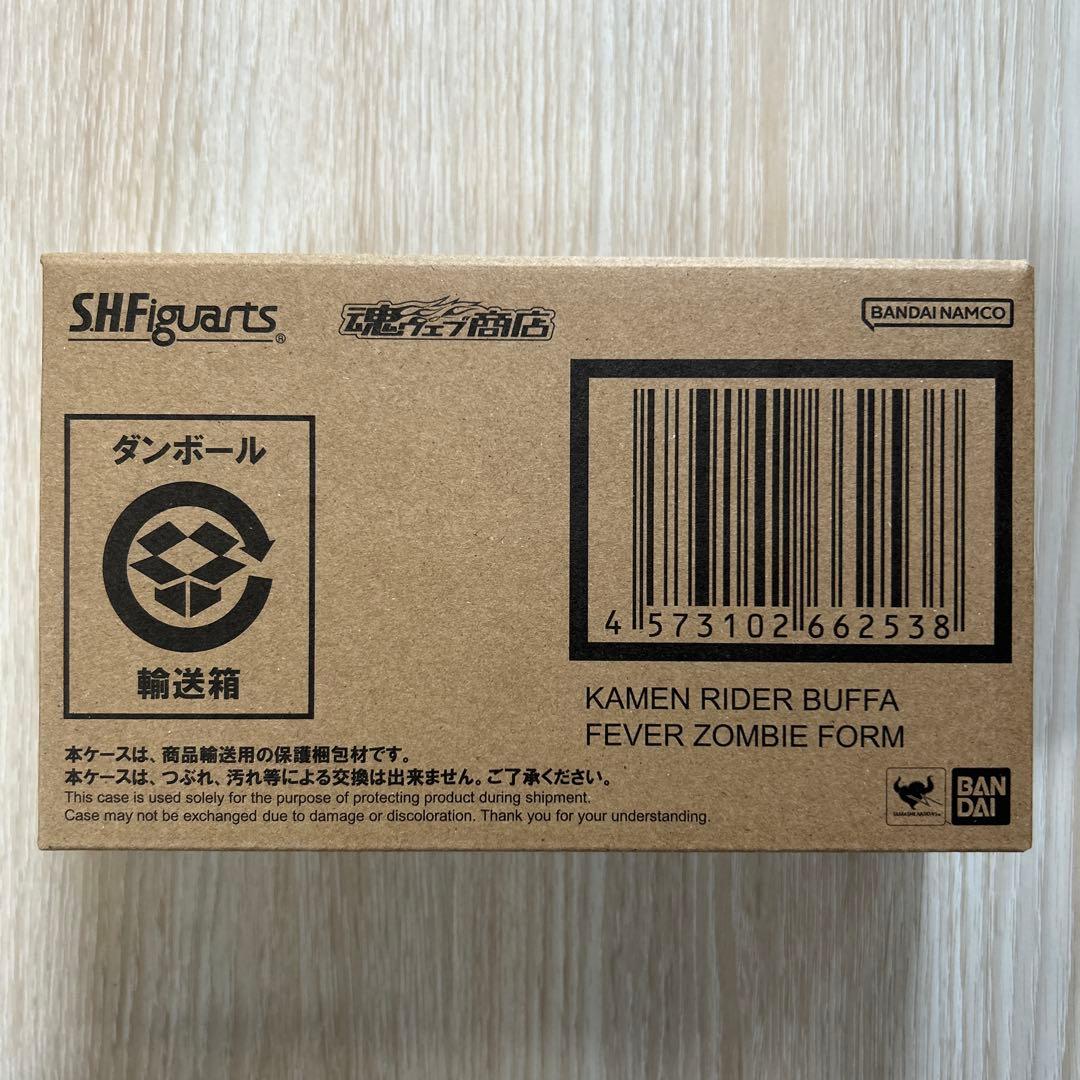 S.H.Figuarts®
魂ウェブ商店
BANDAI NAMCO
ダンボール
輸送箱
4 573102 662538
KAMEN RIDER BUFFA
FEVER ZOMBIE FORM
本ケースは、商品輸送用の保護梱包材です。
本ケースは、つぶれ、汚れ等による交換は出来ません。ご了承ください。
This case is used solely for the purpose of protecting product during shipment.
Case may not be exchanged due to damage or discoloration. Thank you for your understanding.
BAN
DAI